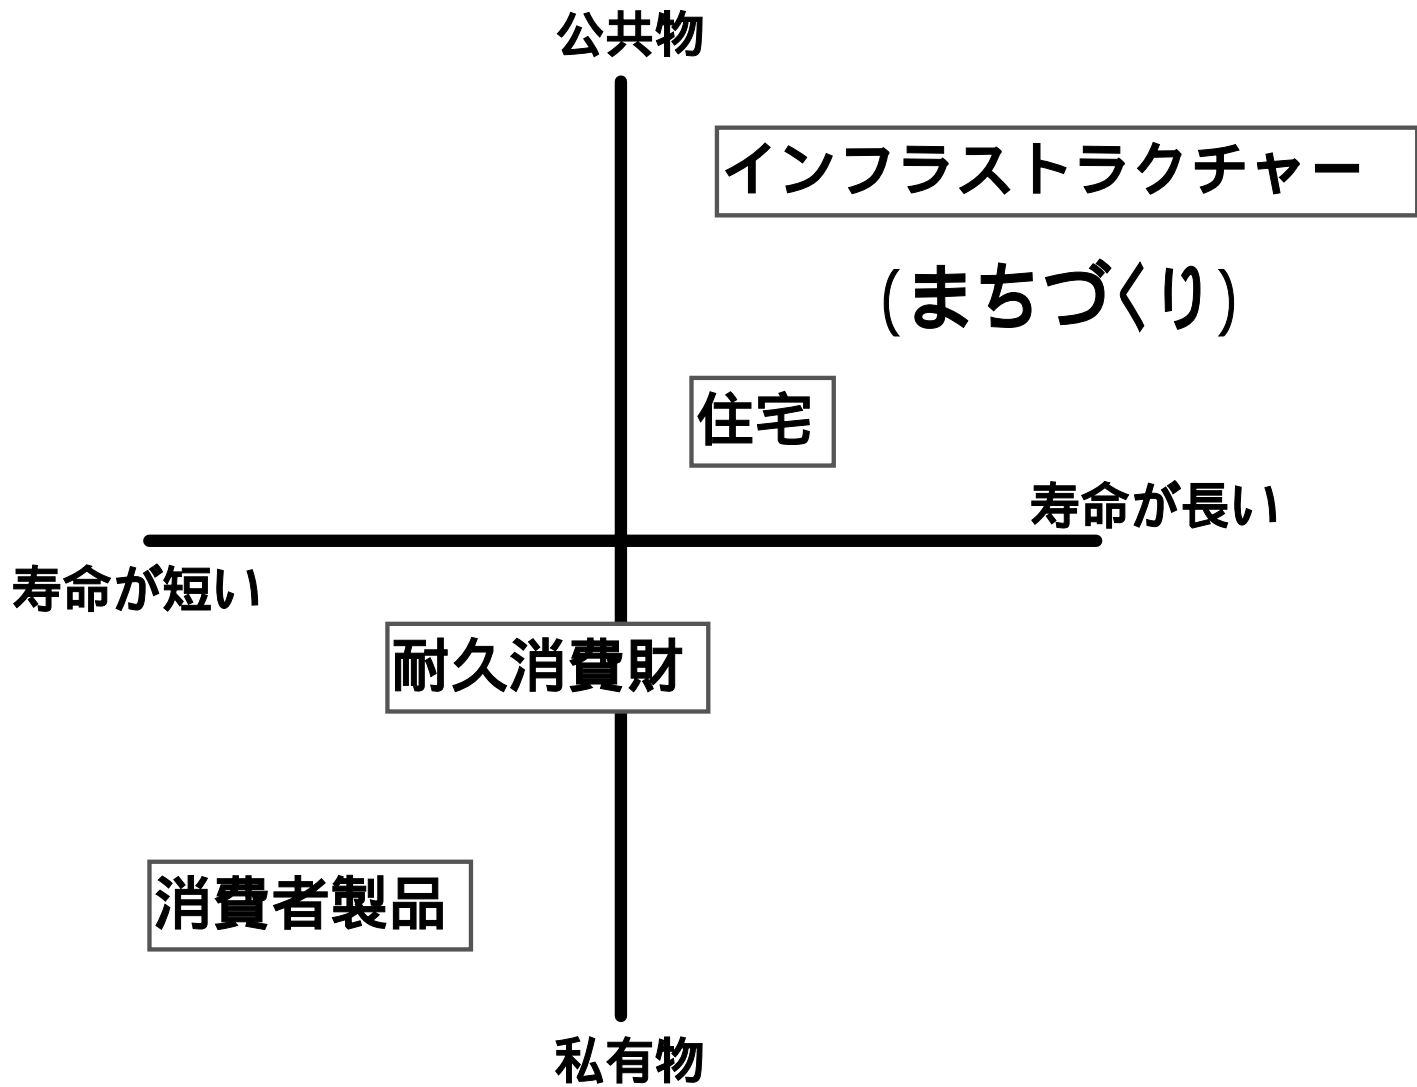 公共物
インフラストラクチャー
(まちづくり)
住宅
寿命が長い
寿命が短い
耐久消費財
消費者製品
私有物